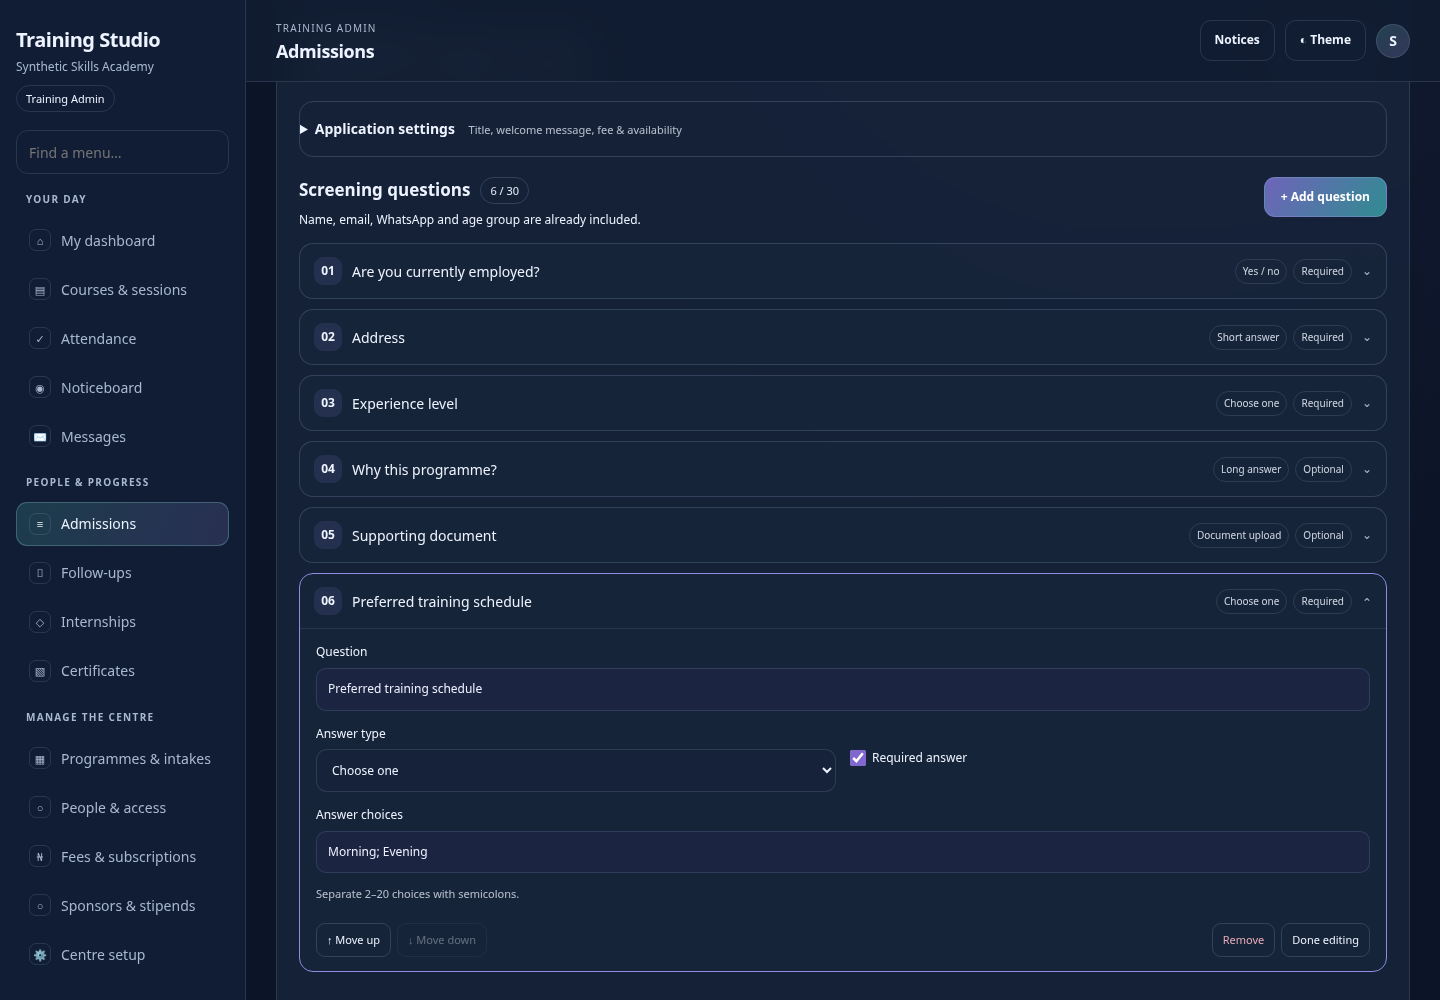 Training Studio
Synthetic Skills Academy
Training Admin
Find a menu...
YOUR DAY
My dashboard
Courses & sessions
Attendance
Noticeboard
Messages
PEOPLE & PROGRESS
Admissions
Follow-ups
Internships
Certificates
MANAGE THE CENTRE
Programmes & intakes
People & access
₦ Fees & subscriptions
Sponsors & stipends
Centre setup
TRAINING ADMIN
Admissions
Notices
Theme
S
Application settings Title, welcome message, fee & availability
Screening questions 6 / 30
+ Add question
Name, email, WhatsApp and age group are already included.
01 Are you currently employed? Yes / no Required
02 Address Short answer Required
03 Experience level Choose one Required
04 Why this programme? Long answer Optional
05 Supporting document Document upload Optional
06 Preferred training schedule Choose one Required
Question
Preferred training schedule
Answer type
Choose one
Required answer
Answer choices
Morning; Evening
Separate 2–20 choices with semicolons.
↑ Move up
↓ Move down
Remove
Done editing